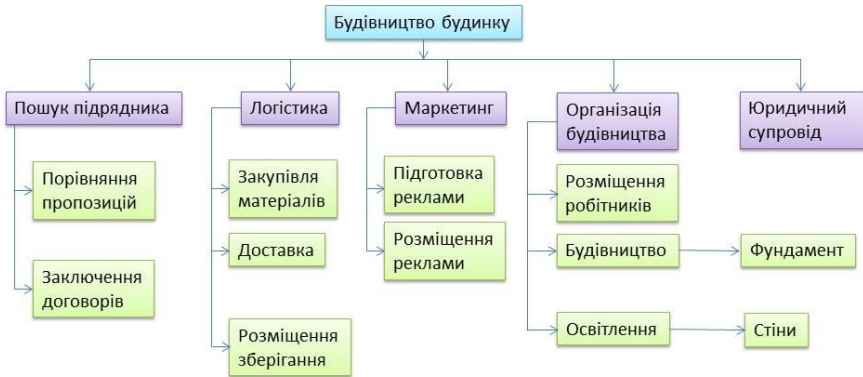 Будівництво будинку
Пошук підрядника
Логістика
Маркетинг
Організація
будівництва
Юридичний
супровід
Порівняння
пропозицій
Заключення
договорів
Закупівля
матеріалів
Доставка
Розміщення
зберігання
Підготовка
реклами
Розміщення
реклами
Розміщення
робітників
Будівництво
Фундамент
Освітлення
Стіни